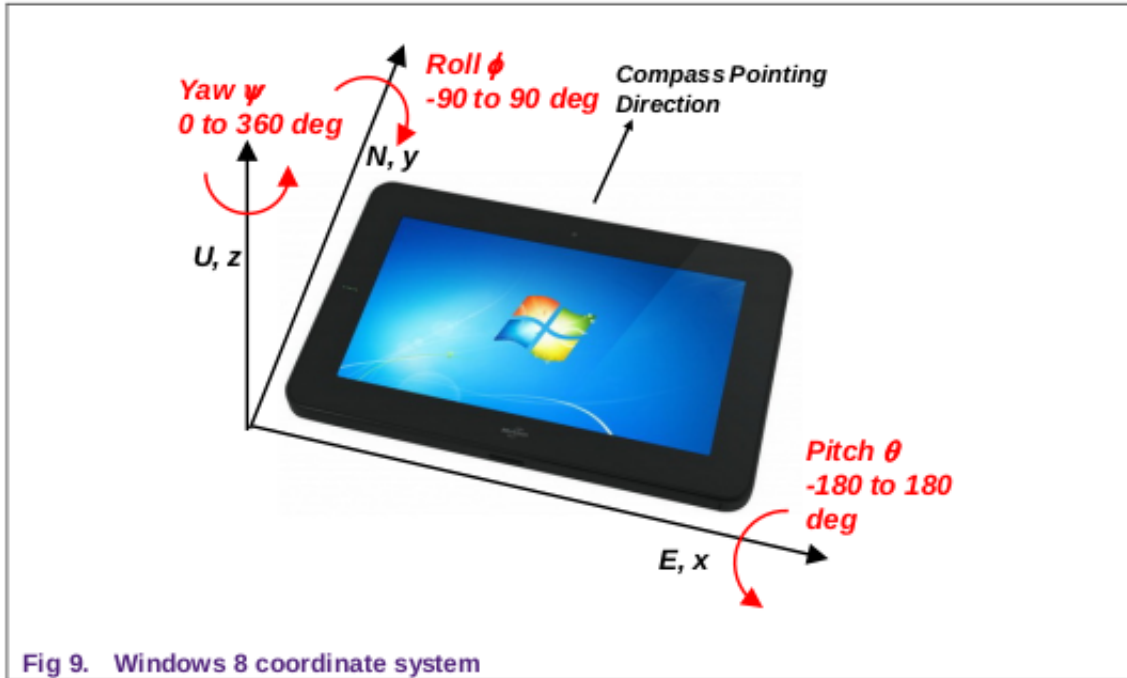 Roll ϕ
-90 to 90 deg
Compass Pointing
Direction
Yaw ψ
0 to 360 deg
N, y
U, z
Pitch θ
-180 to 180
deg
E, x
Fig 9. Windows 8 coordinate system